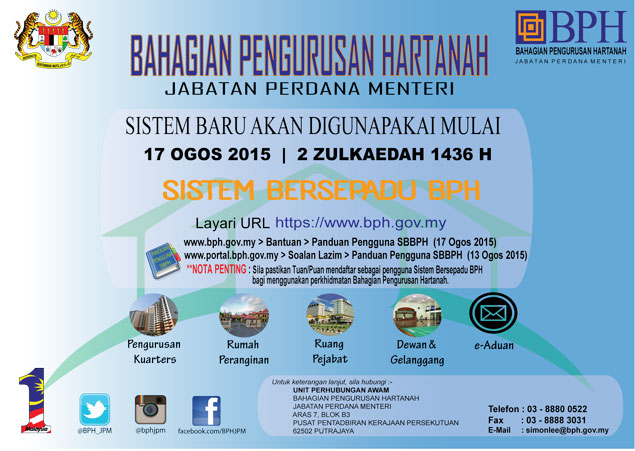 BPH
BAHAGIAN PENGURUSAN HARTANAH
JABATAN PERDANA MENTERI
BAHAGIAN PENGURUSAN HARTANAH
JABATAN PERDANA MENTERI
SISTEM BARU AKAN DIGUNAPAKAI MULAI
17 OGOS 2015 | 2 ZULKAEDAH 1436 H
SISTEM BERSEPADU BPH
Layari URL https://www.bph.gov.my
www.bph.gov.my > Bantuan > Panduan Pengguna SBBPH (17 Ogos 2015)
www.portal.bph.gov.my > Soalan Lazim > Panduan Pengguna SBBPH (13 Ogos 2015)
**NOTA PENTING : Sila pastikan Tuan/Puan mendaftar sebagai pengguna Sistem Bersepadu BPH
bagi menggunakan perkhidmatan Bahagian Pengurusan Hartanah.
Pengurusan
Kuarters
Rumah
Peranginan
Ruang
Pejabat
Dewan &
Gelanggang
e-Aduan
1
Malaysia
@BPH_JPM
@bphjpm
facebook.com/BPHJPM
Untuk keterangan lanjut, sila hubungi :-
UNIT PERHUBUNGAN AWAM
BAHAGIAN PENGURUSAN HARTANAH
JABATAN PERDANA MENTERI
ARAS 7, BLOK B3
PUSAT PENTADBIRAN KERAJAAN PERSEKUTUAN
62502 PUTRAJAYA
Telefon : 03 - 8880 0522
Fax : 03 - 8888 3031
E-Mail : simonlee@bph.gov.my